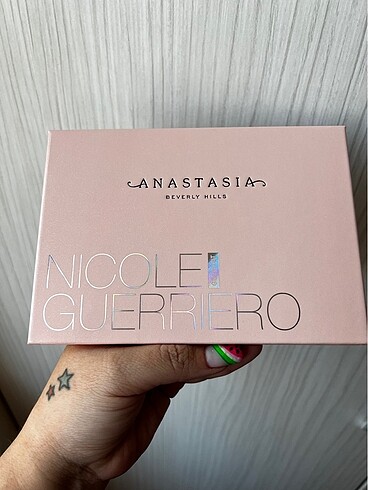 ANASTASIA
BEVERLY HILLS
NICOLE
GUERRIERO